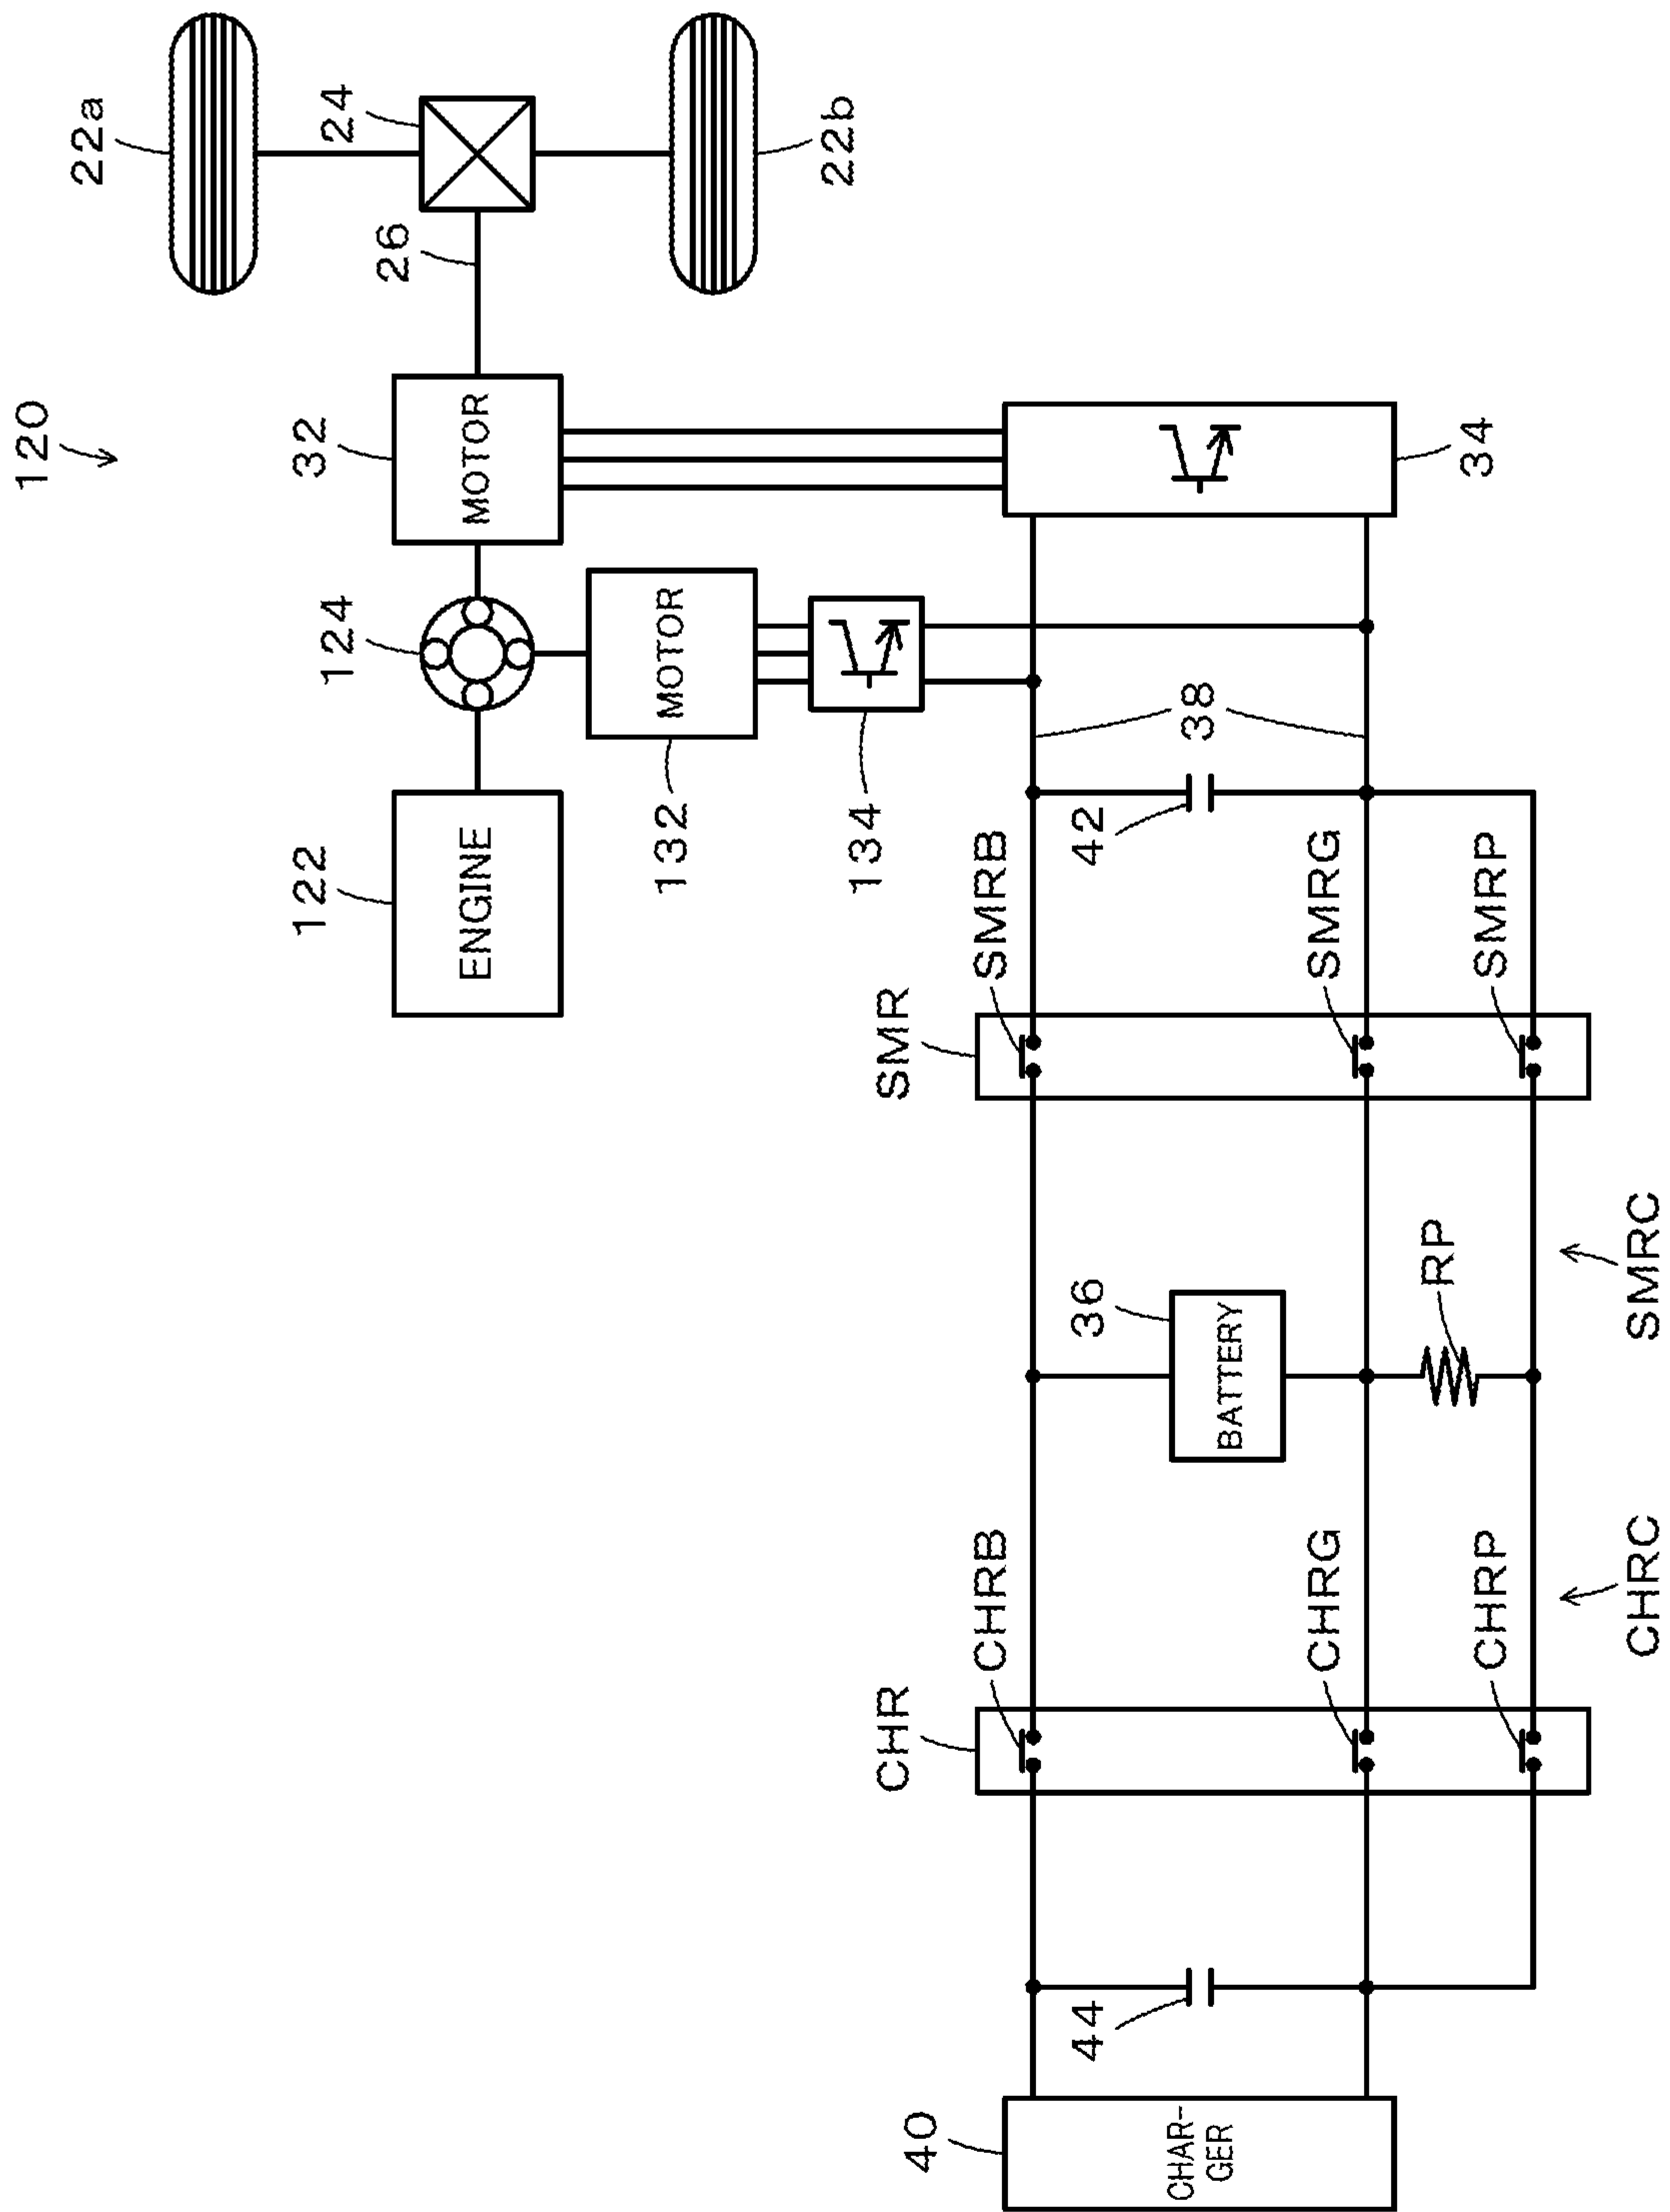 120
22a
24
26
22b
32
MOTOR
124
122
ENGINE
MOTOR
132
134
34
38
42
SMR
SMRB
SMRG
SMRP
36
BATTERY
RP
SMRC
CHR
CHRB
CHRG
CHRP
CHRC
44
40
CHAR-
GER